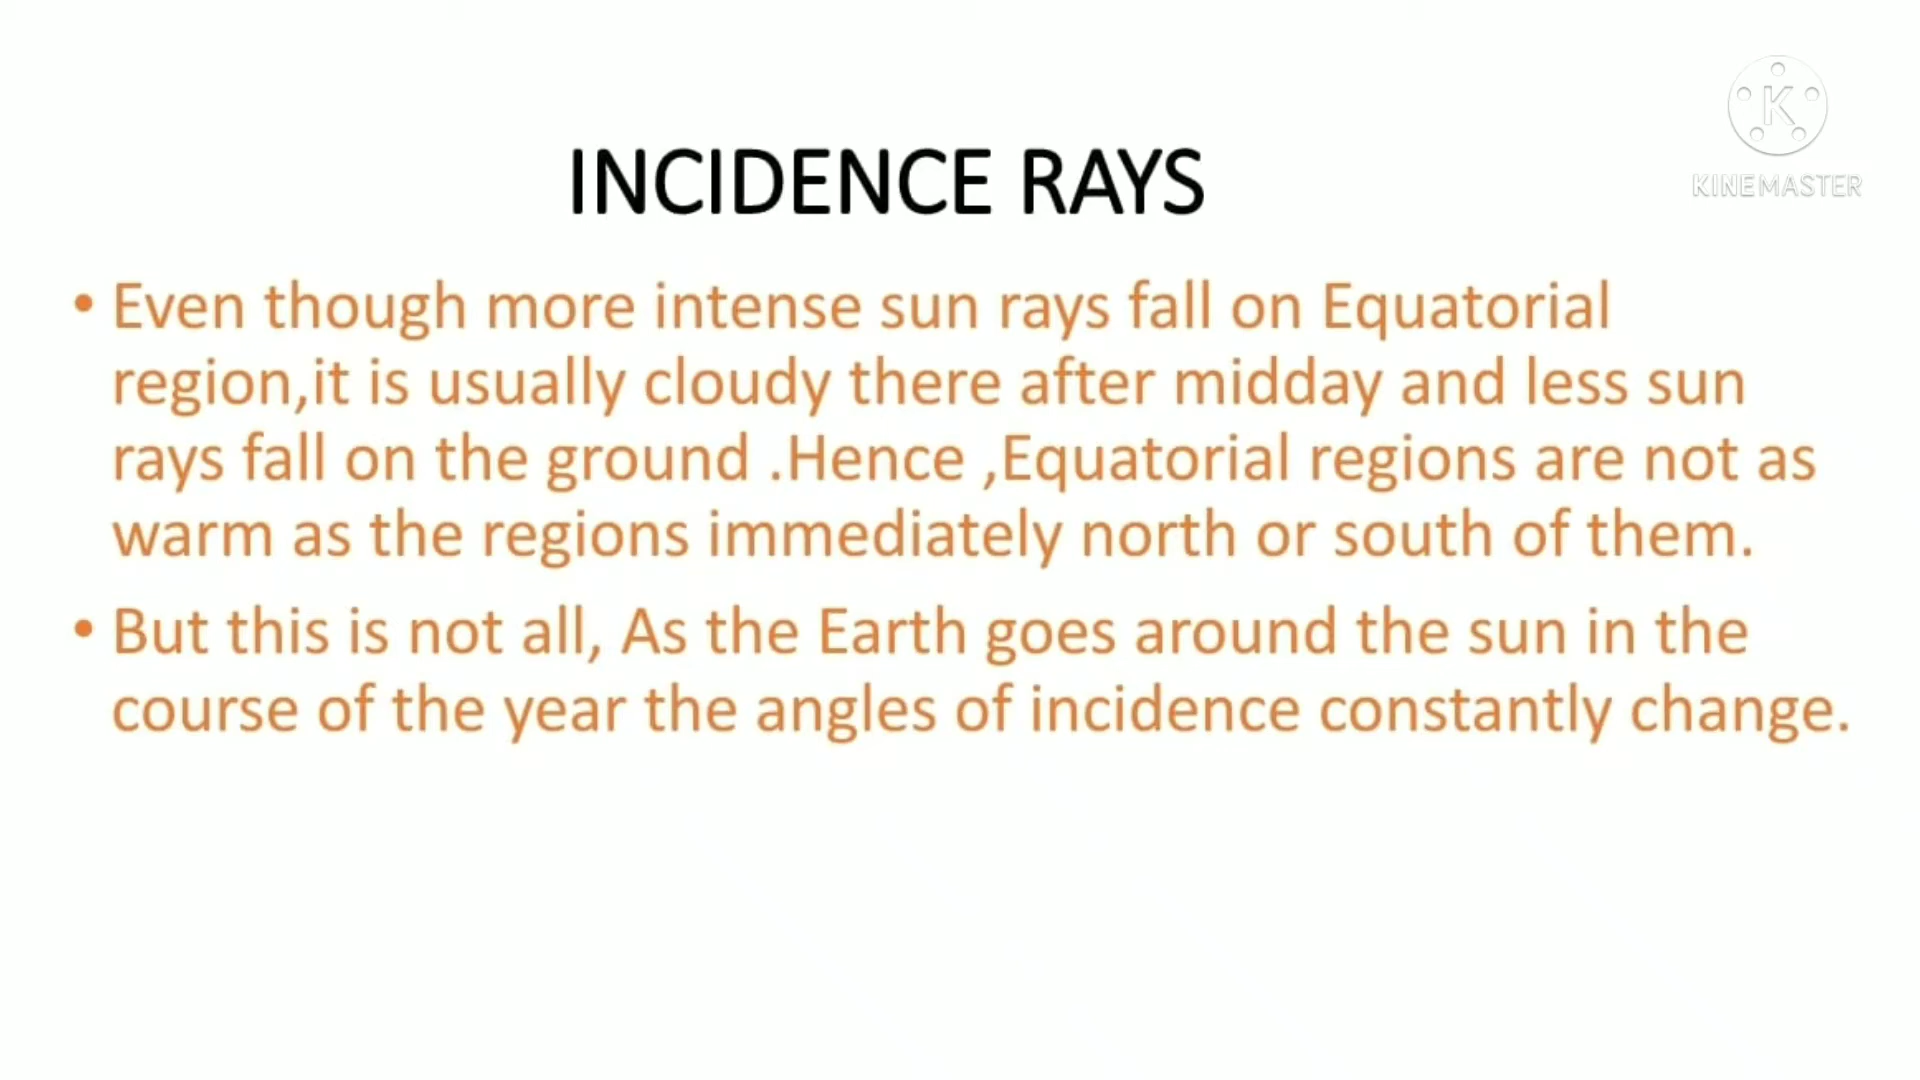 K
KINEMASTER
INCIDENCE RAYS
• Even though more intense sun rays fall on Equatorial
region,it is usually cloudy there after midday and less sun
rays fall on the ground .Hence ,Equatorial regions are not as
warm as the regions immediately north or south of them.
• But this is not all, As the Earth goes around the sun in the
course of the year the angles of incidence constantly change.